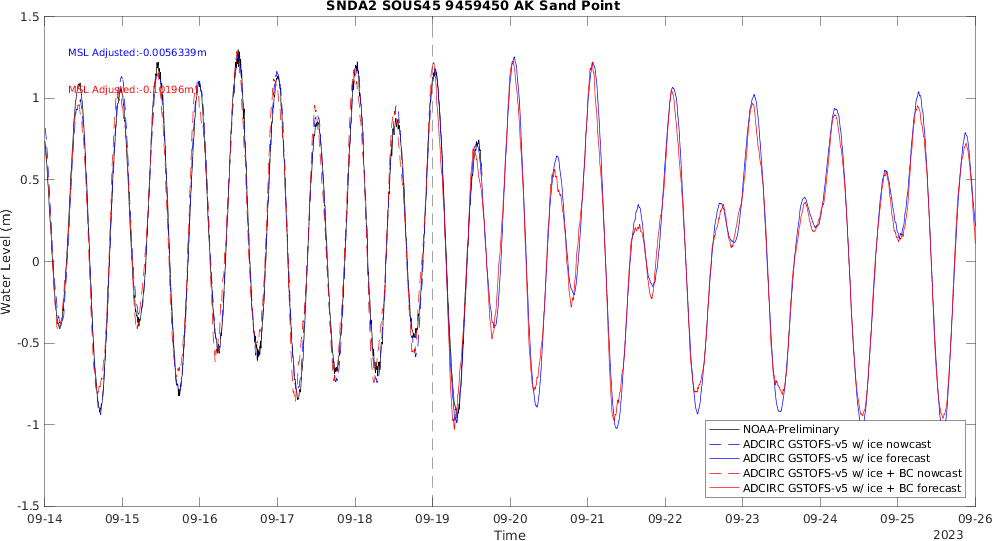 SNDA2 SOUS45 9459450 AK Sand Point
1.5
MSL Adjusted:-0.0056339m
MSL Adjusted:-0.10196m
1
0.5
0
-0.5
-1
-1.5
Water Level (m)
NOAA-Preliminary
ADCIRC GSTOFS-v5 w/ ice nowcast
ADCIRC GSTOFS-v5 w/ ice forecast
ADCIRC GSTOFS-v5 w/ ice + BC nowcast
ADCIRC GSTOFS-v5 w/ ice + BC forecast
09-14 09-15 09-16 09-17 09-18 09-19 09-20 09-21 09-22 09-23 09-24 09-25 09-26
Time 2023